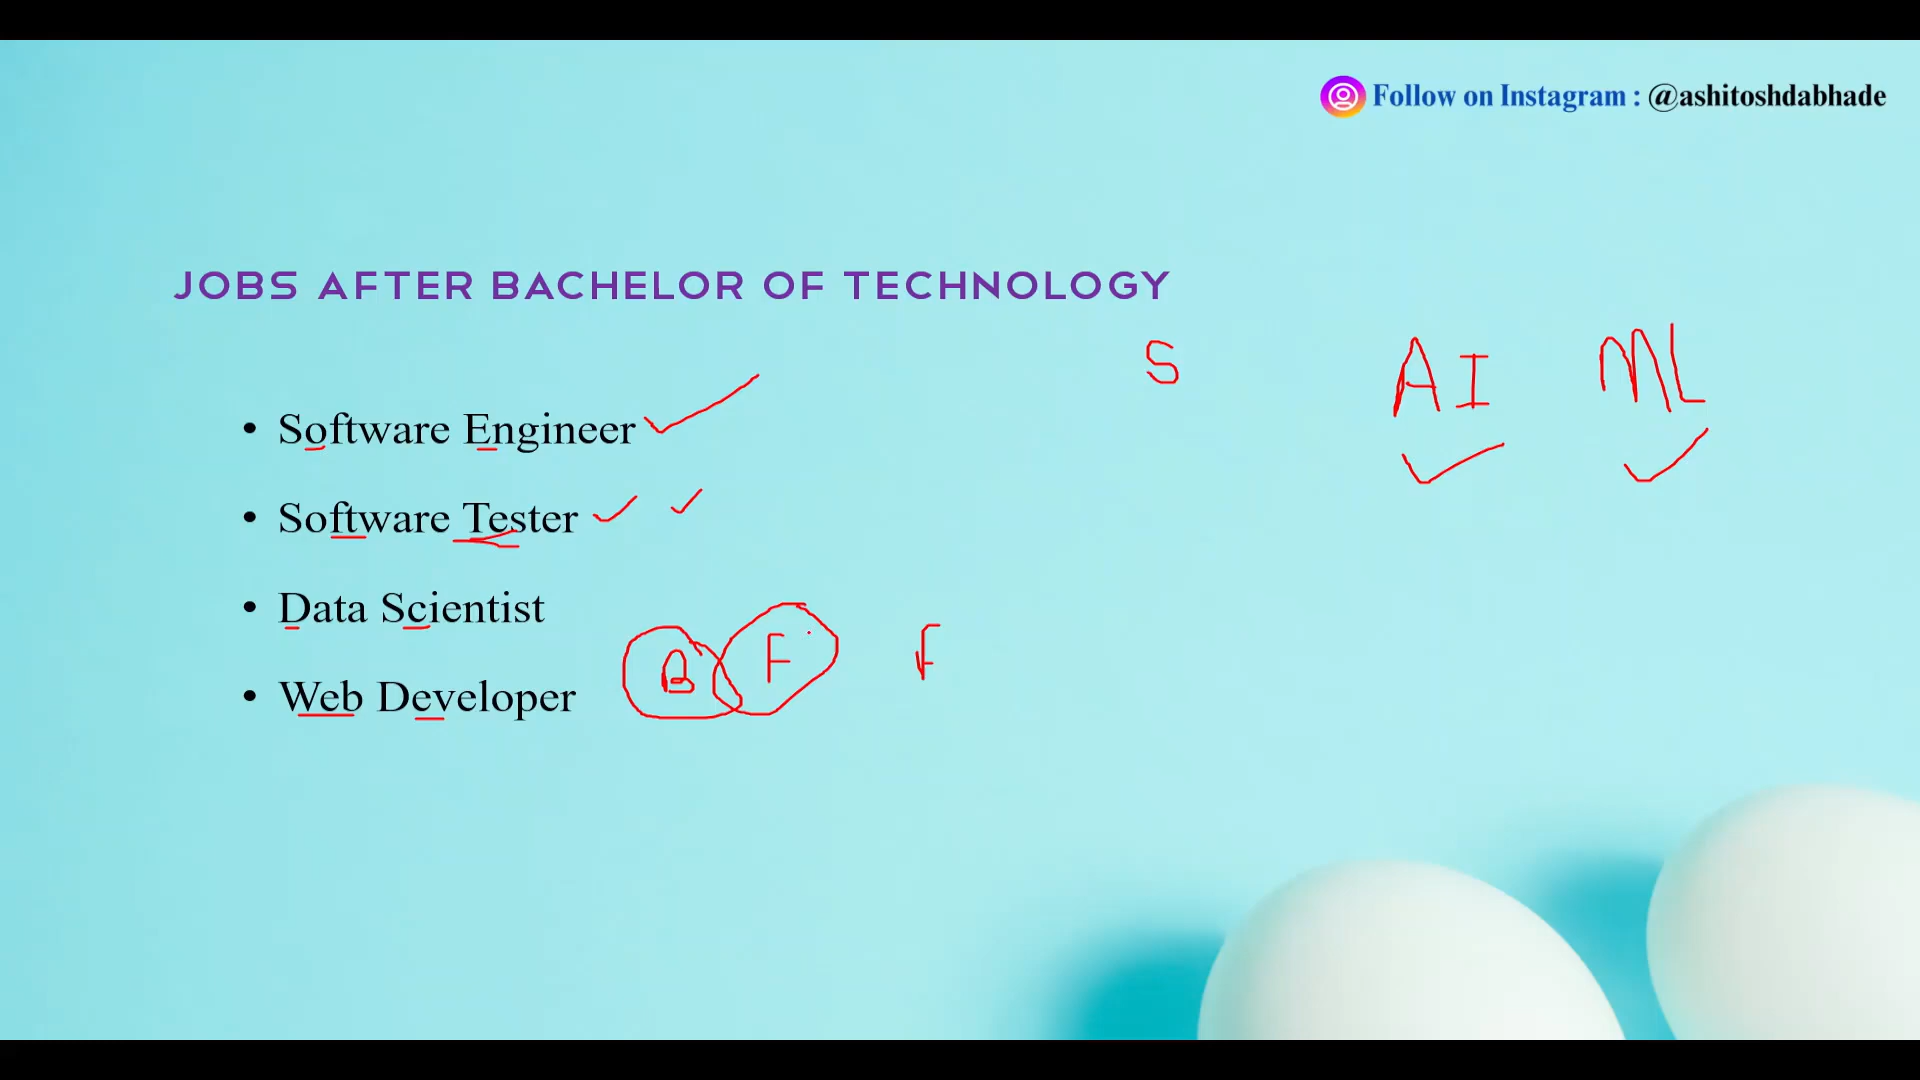 Follow on Instagram : @ashitoshdabhade
JOBS AFTER BACHELOR OF TECHNOLOGY
S AI ML
• Software Engineer
• Software Tester
• Data Scientist
B F F
• Web Developer